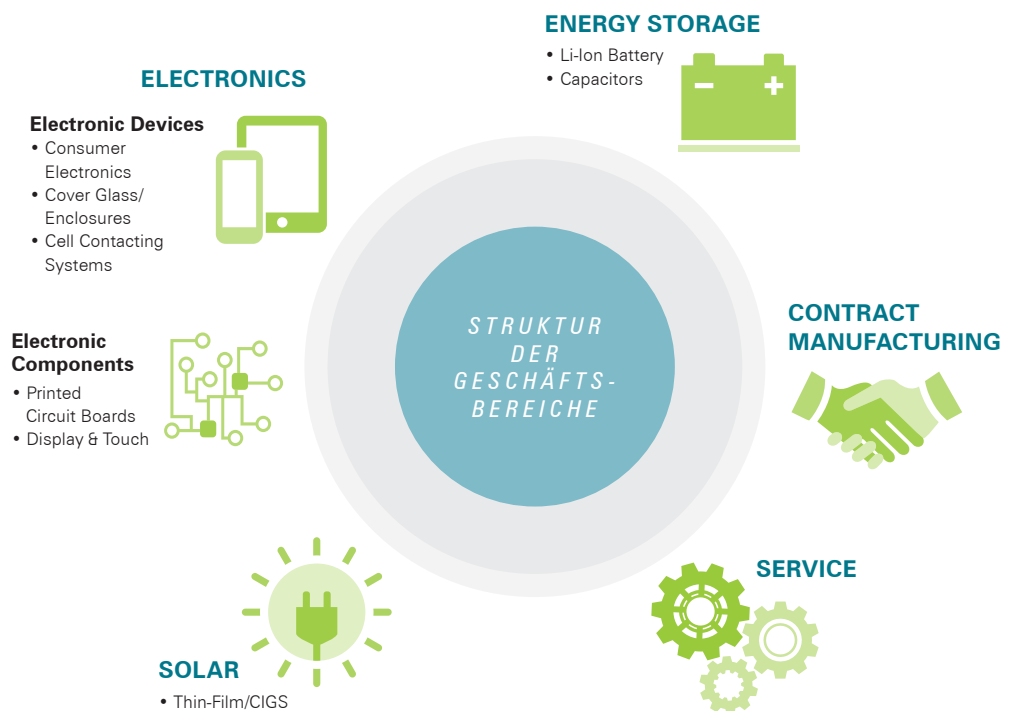 ENERGY STORAGE
• Li-Ion Battery
• Capacitors
ELECTRONICS
Electronic Devices
• Consumer
Electronics
• Cover Glass/
Enclosures
• Cell Contacting
Systems
Electronic
Components
• Printed
Circuit Boards
• Display & Touch
STRUKTUR
DER
GESCHÄFTS-
BEREICHE
CONTRACT
MANUFACTURING
SERVICE
SOLAR
• Thin-Film/CIGS